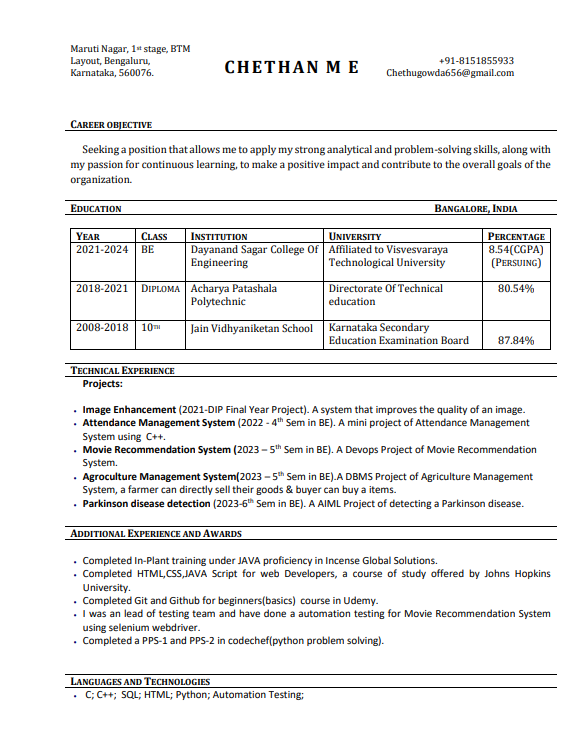 Maruti Nagar, 1st stage, BTM
Layout, Bengaluru,
Karnataka, 560076.
CHETHAN M E
+91-8151855933
Chethugowda656@gmail.com
CAREER OBJECTIVE
Seeking a position that allows me to apply my strong analytical and problem-solving skills, along with
my passion for continuous learning, to make a positive impact and contribute to the overall goals of the
organization.
EDUCATION BANGALORE, INDIA
YEAR CLASS INSTITUTION UNIVERSITY PERCENTAGE
2021-2024 BE Dayanand Sagar College Of Affiliated to Visvesvaraya 8.54(CGPA)
Engineering Technological University (PERSUING)
2018-2021 DIPLOMA Acharya Patashala Directorate Of Technical 80.54%
Polytechnic education
2008-2018 10TH Jain Vidhyaniketan School Karnataka Secondary
Education Examination Board 87.84%
TECHNICAL EXPERIENCE
Projects:
• Image Enhancement (2021-DIP Final Year Project). A system that improves the quality of an image.
• Attendance Management System (2022 - 4th Sem in BE). A mini project of Attendance Management
System using C++.
• Movie Recommendation System (2023 – 5th Sem in BE). A Devops Project of Movie Recommendation
System.
• Agroculture Management System(2023 – 5th Sem in BE).A DBMS Project of Agriculture Management
System, a farmer can directly sell their goods & buyer can buy a items.
• Parkinson disease detection (2023-6th Sem in BE). A AIML Project of detecting a Parkinson disease.
ADDITIONAL EXPERIENCE AND AWARDS
• Completed In-Plant training under JAVA proficiency in Incense Global Solutions.
• Completed HTML,CSS,JAVA Script for web Developers, a course of study offered by Johns Hopkins
University.
• Completed Git and Github for beginners(basics) course in Udemy.
• I was an lead of testing team and have done a automation testing for Movie Recommendation System
using selenium webdriver.
• Completed a PPS-1 and PPS-2 in codechef(python problem solving).
LANGUAGES AND TECHNOLOGIES
• C; C++; SQL; HTML; Python; Automation Testing;